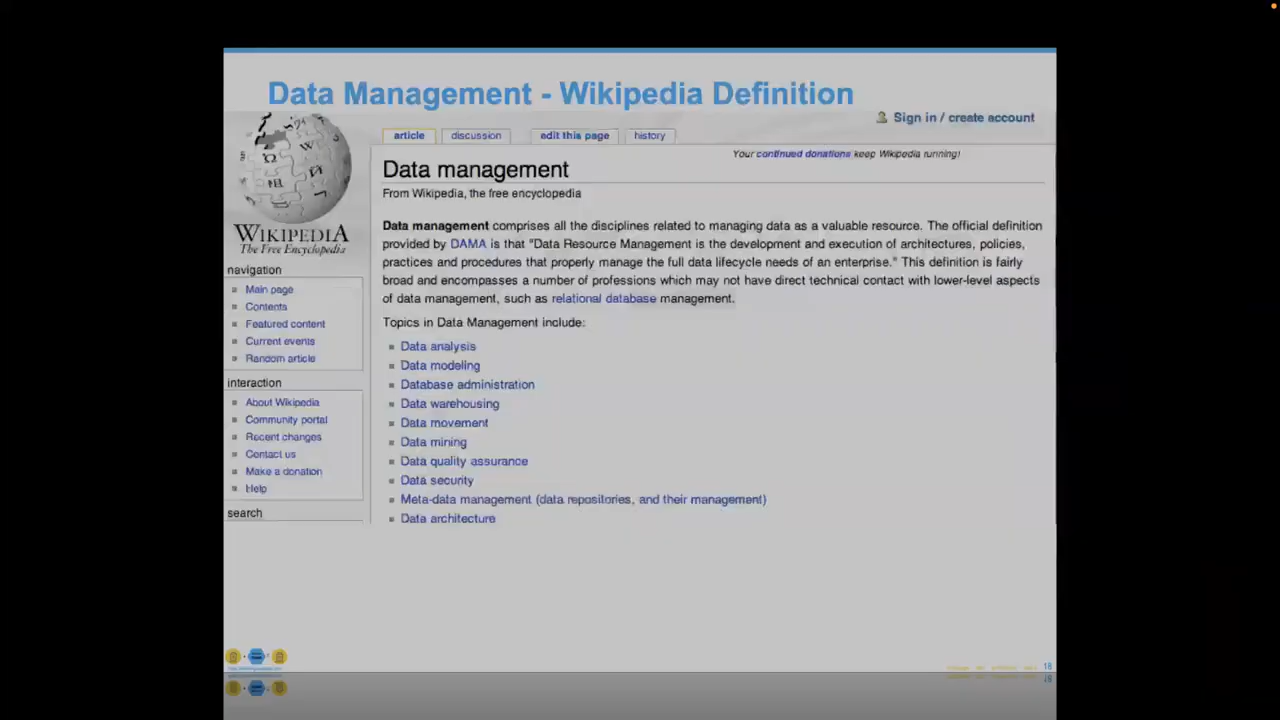 Data Management - Wikipedia Definition
Sign in / create account
article discussion edit this page history
Your continued donations keep Wikipedia running!
Data management
From Wikipedia, the free encyclopedia
WIKIPEDIA
The Free Encyclopedia
Data management comprises all the disciplines related to managing data as a valuable resource. The official definition
provided by DAMA is that "Data Resource Management is the development and execution of architectures, policies,
practices and procedures that properly manage the full data lifecycle needs of an enterprise." This definition is fairly
broad and encompasses a number of professions which may not have direct technical contact with lower-level aspects
of data management, such as relational database management.
Topics in Data Management include:
Data analysis
Data modeling
Database administration
Data warehousing
Data movement
Data mining
Data quality assurance
Data security
Meta-data management (data repositories, and their management)
Data architecture
navigation
Main page
Contents
Featured content
Current events
Random article
interaction
About Wikipedia
Community portal
Recent changes
Contact us
Make a donation
Help
search
18